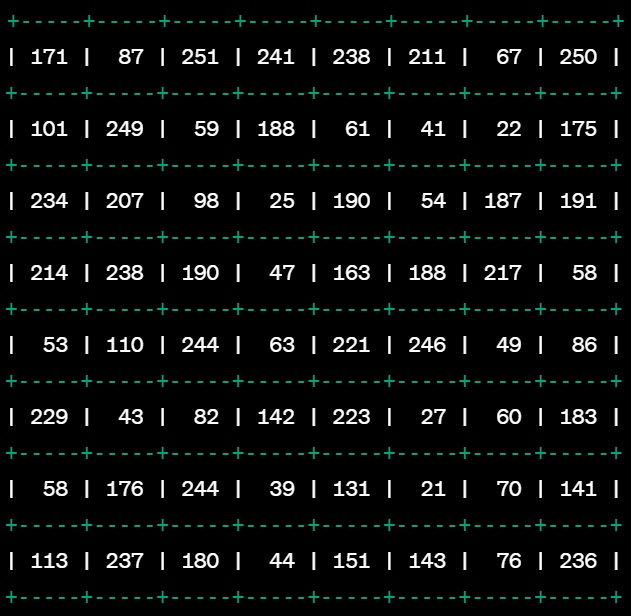 +-----+-----+-----+-----+-----+-----+-----+-----+
| 171 |  87 | 251 | 241 | 238 | 211 |  67 | 250 |
+-----+-----+-----+-----+-----+-----+-----+-----+
| 101 | 249 |  59 | 188 |  61 |  41 |  22 | 175 |
+-----+-----+-----+-----+-----+-----+-----+-----+
| 234 | 207 |  98 |  25 | 190 |  54 | 187 | 191 |
+-----+-----+-----+-----+-----+-----+-----+-----+
| 214 | 238 | 190 |  47 | 163 | 188 | 217 |  58 |
+-----+-----+-----+-----+-----+-----+-----+-----+
|  53 | 110 | 244 |  63 | 221 | 246 |  49 |  86 |
+-----+-----+-----+-----+-----+-----+-----+-----+
| 229 |  43 |  82 | 142 | 223 |  27 |  60 | 183 |
+-----+-----+-----+-----+-----+-----+-----+-----+
|  58 | 176 | 244 |  39 | 131 |  21 |  70 | 141 |
+-----+-----+-----+-----+-----+-----+-----+-----+
| 113 | 237 | 180 |  44 | 151 | 143 |  76 | 236 |
+-----+-----+-----+-----+-----+-----+-----+-----+